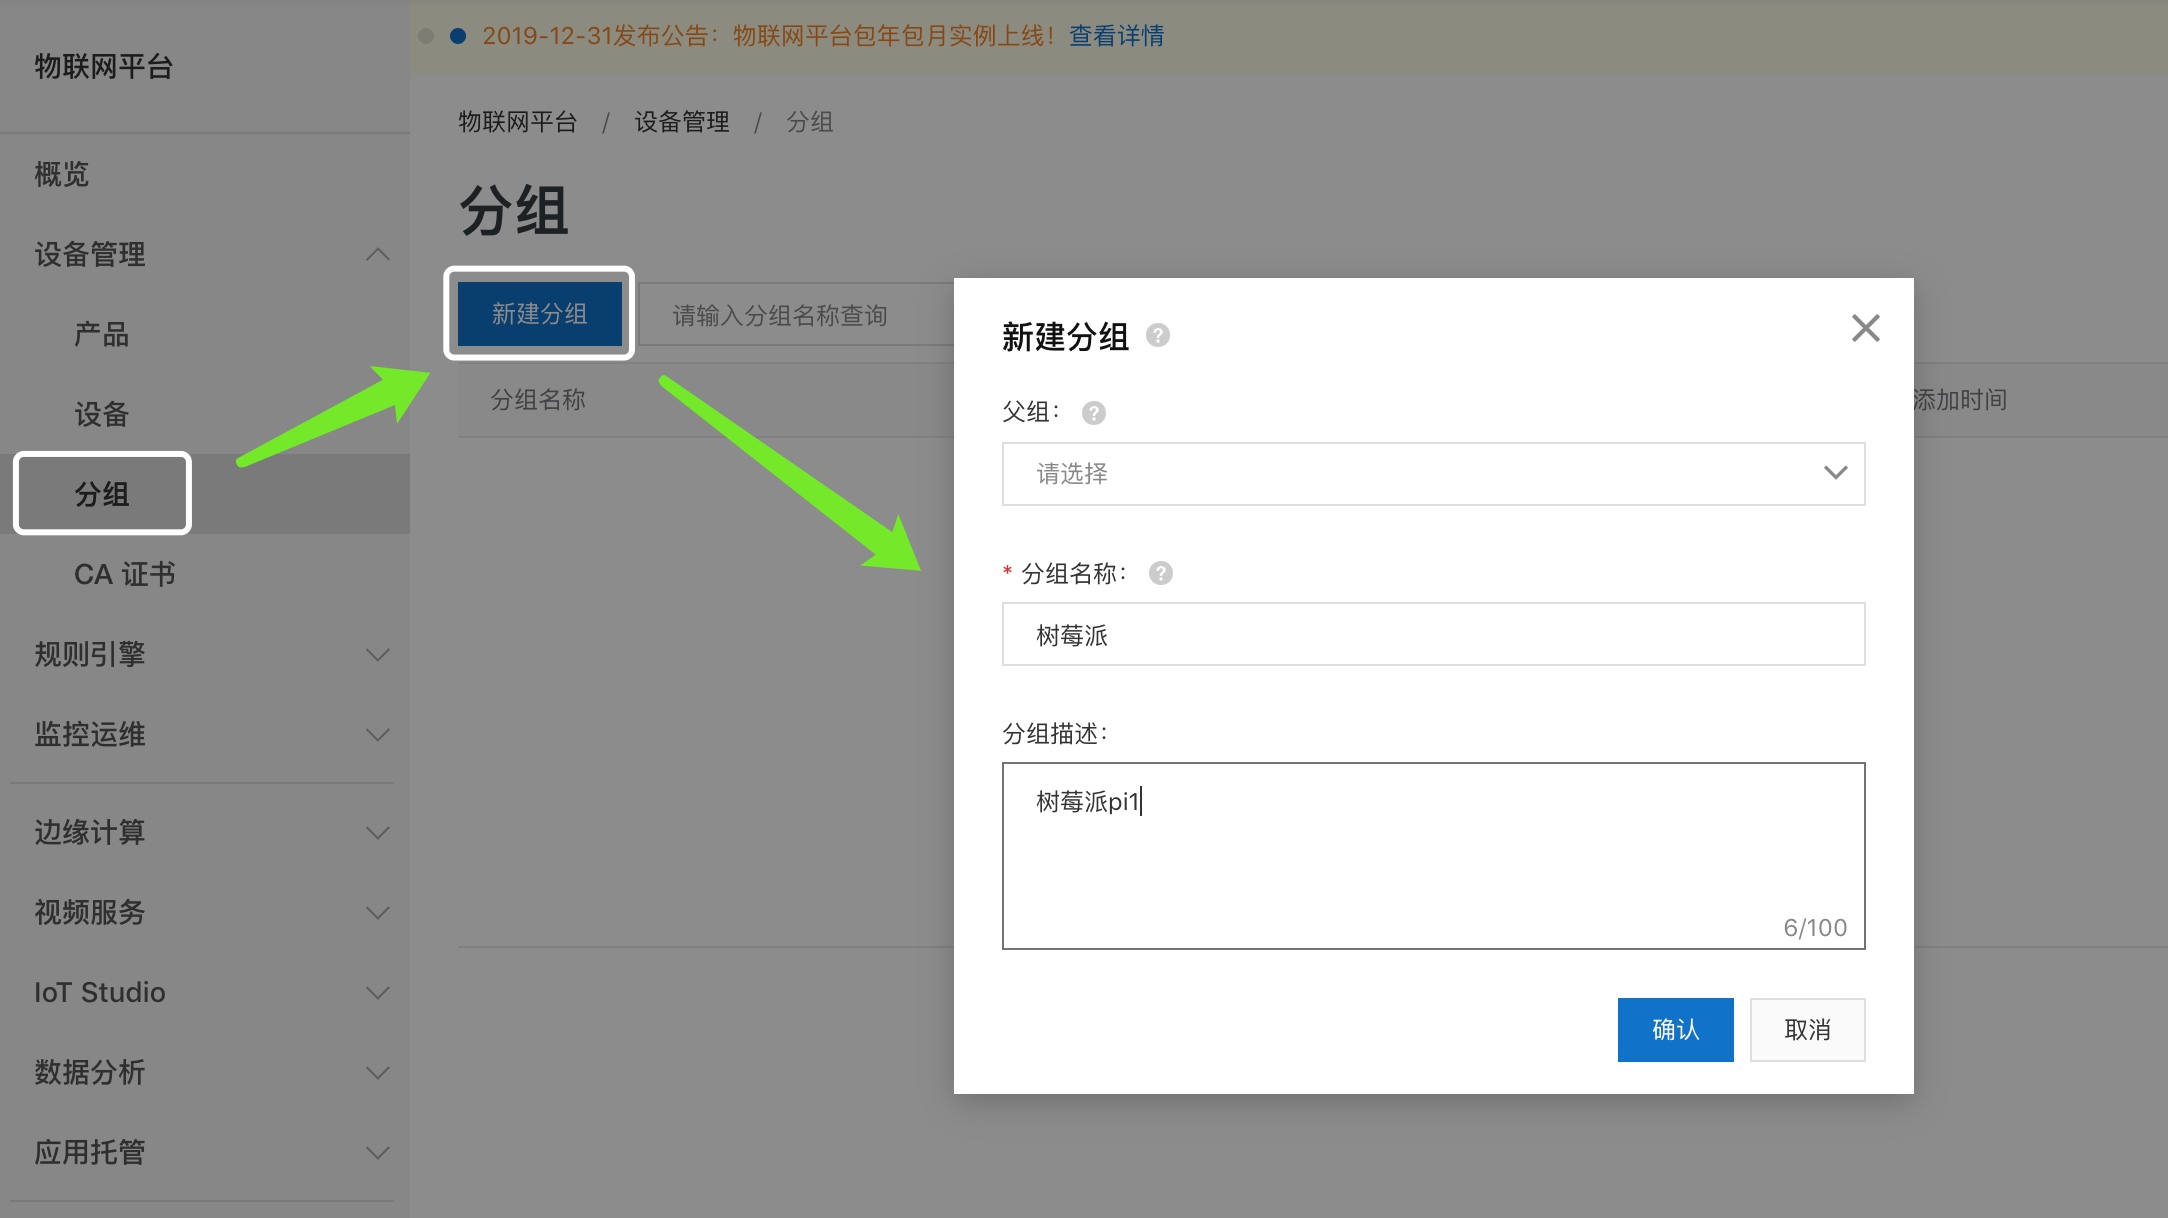 物联网平台
概览
设备管理
产品
设备
分组
CA 证书
规则引擎
监控运维
边缘计算
视频服务
IoT Studio
数据分析
应用托管
2019-12-31发布公告：物联网平台包年包月实例上线！查看详情
物联网平台 / 设备管理 / 分组
分组
新建分组 请输入分组名称查询
分组名称 添加时间
新建分组 ?
父组： ?
请选择
* 分组名称： ?
树莓派
分组描述：
树莓派pi1
6/100
确认 取消